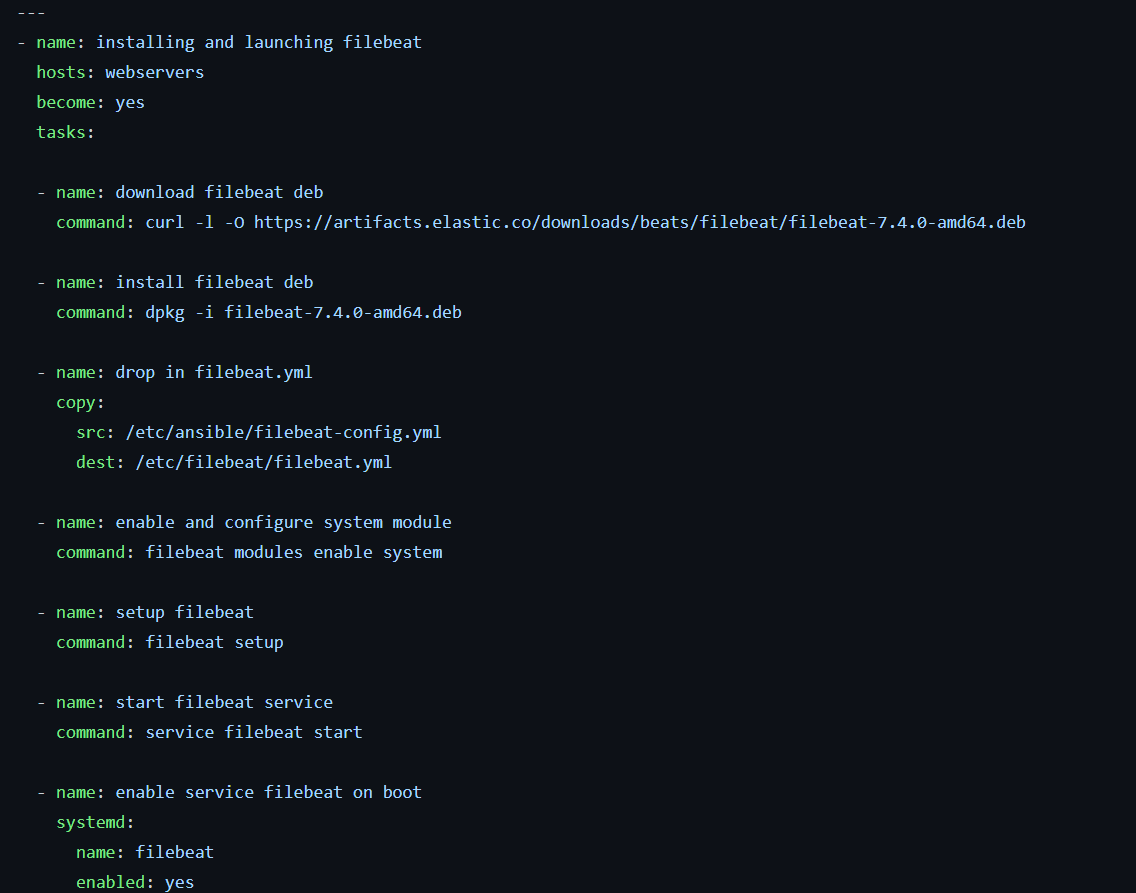 ---
- name: installing and launching filebeat
  hosts: webservers
  become: yes
  tasks:

  - name: download filebeat deb
    command: curl -l -O https://artifacts.elastic.co/downloads/beats/filebeat/filebeat-7.4.0-amd64.deb

  - name: install filebeat deb
    command: dpkg -i filebeat-7.4.0-amd64.deb

  - name: drop in filebeat.yml
    copy:
      src: /etc/ansible/filebeat-config.yml
      dest: /etc/filebeat/filebeat.yml

  - name: enable and configure system module
    command: filebeat modules enable system

  - name: setup filebeat
    command: filebeat setup

  - name: start filebeat service
    command: service filebeat start

  - name: enable service filebeat on boot
    systemd:
      name: filebeat
      enabled: yes